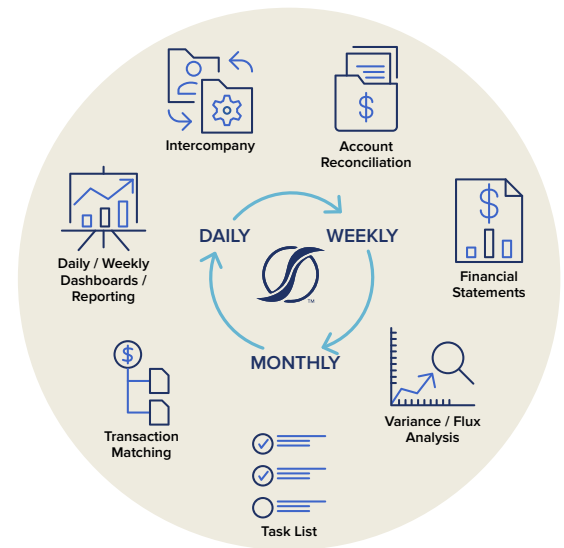 Intercompany
Account
Reconciliation
DAILY
WEEKLY
Daily / Weekly
Dashboards /
Reporting
Financial
Statements
TM
MONTHLY
Variance / Flux
Analysis
Transaction
Matching
Task List